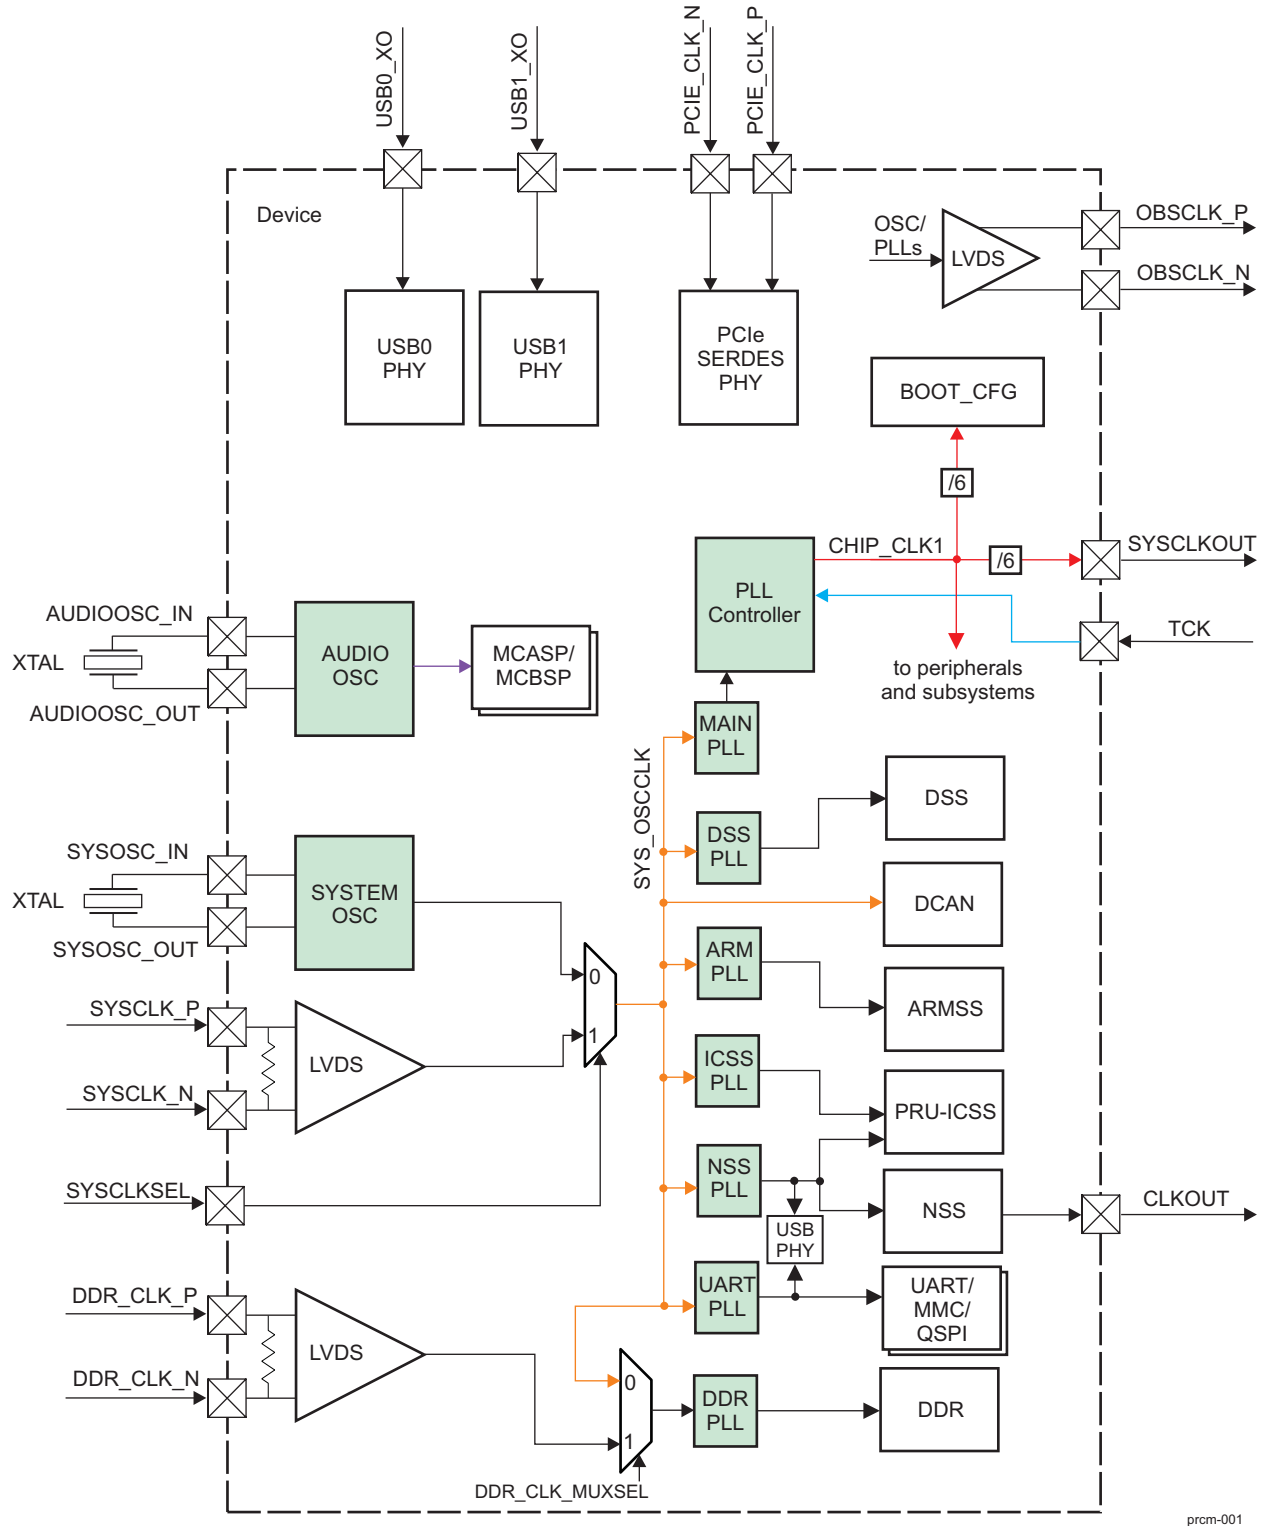 USB0_XO
USB1_XO
PCIE_CLK_N
PCIE_CLK_P
Device
OSC/
PLLs
LVDS
OBSCLK_P
OBSCLK_N
USB0
PHY
USB1
PHY
PCIe
SERDES
PHY
BOOT_CFG
/6
CHIP_CLK1
/6
SYSCLKOUT
PLL
Controller
TCK
to peripherals
and subsystems
AUDIOOSC_IN
XTAL
AUDIOOSC_OUT
AUDIO
OSC
MCASP/
MCBSP
MAIN
PLL
SYS_OSCCLK
DSS
PLL
DSS
SYSOSC_IN
XTAL
SYSOSC_OUT
SYSTEM
OSC
DCAN
ARM
PLL
ARMSS
0
1
SYSCLK_P
SYSCLK_N
LVDS
ICSS
PLL
PRU-ICSS
SYSCLKSEL
NSS
PLL
NSS
CLKOUT
USB
PHY
UART
PLL
UART/
MMC/
QSPI
DDR_CLK_P
DDR_CLK_N
LVDS
0
1
DDR
PLL
DDR
DDR_CLK_MUXSEL
prcm-001